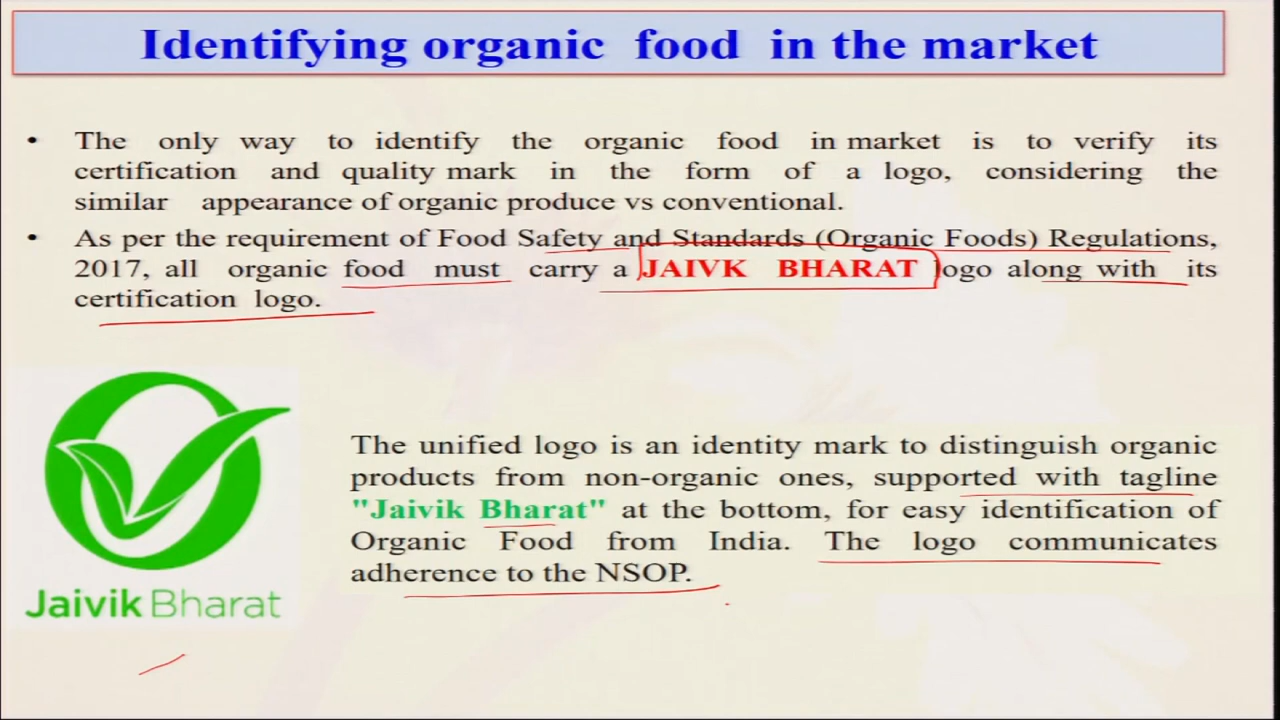 Identifying organic food in the market
• The only way to identify the organic food in market is to verify its
certification and quality mark in the form of a logo, considering the
similar appearance of organic produce vs conventional.
• As per the requirement of Food Safety and Standards (Organic Foods) Regulations,
2017, all organic food must carry a JAIVK BHARAT logo along with its
certification logo.
The unified logo is an identity mark to distinguish organic
products from non-organic ones, supported with tagline
"Jaivik Bharat" at the bottom, for easy identification of
Organic Food from India. The logo communicates
adherence to the NSOP.
Jaivik Bharat